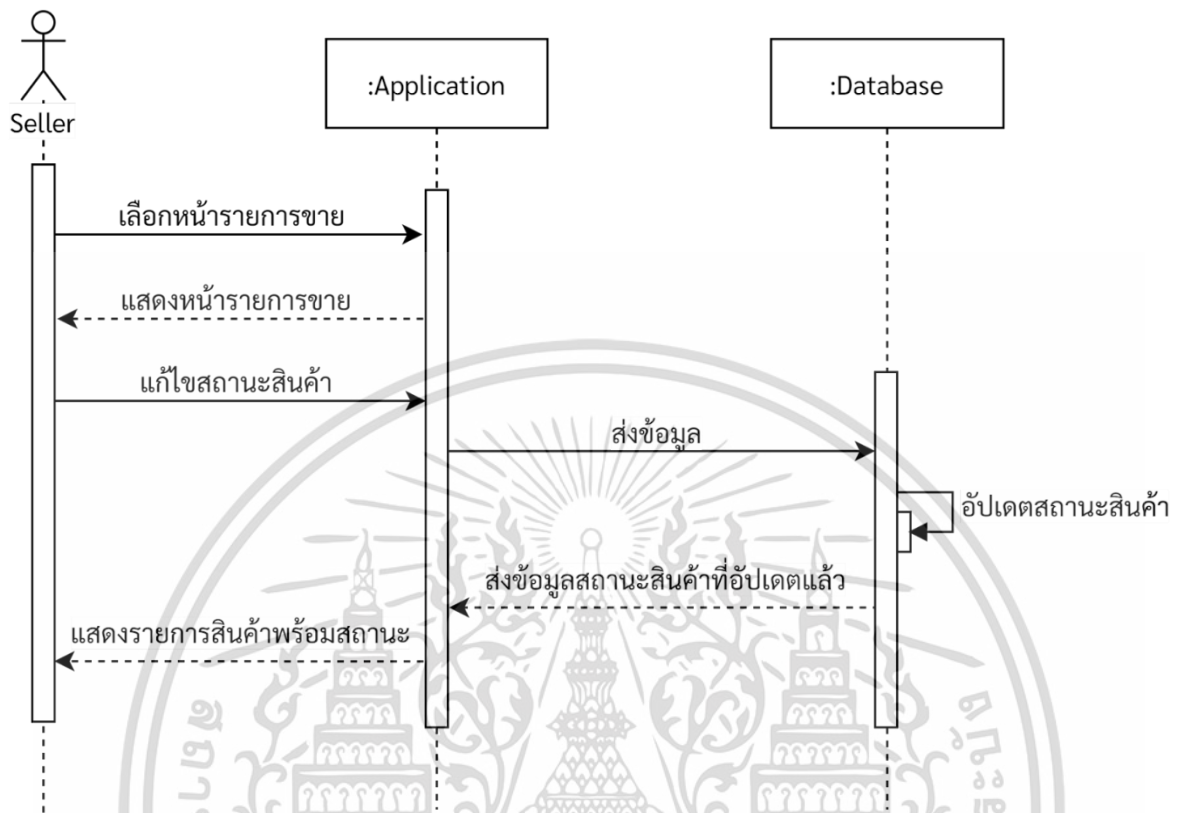 :Application
:Database
Seller
เลือกหน้ารายการขาย
แสดงหน้ารายการขาย
แก้ไขสถานะสินค้า
ส่งข้อมูล
อัปเดตสถานะสินค้า
ส่งข้อมูลสถานะสินค้าที่อัปเดตแล้ว
แสดงรายการสินค้าพร้อมสถานะ